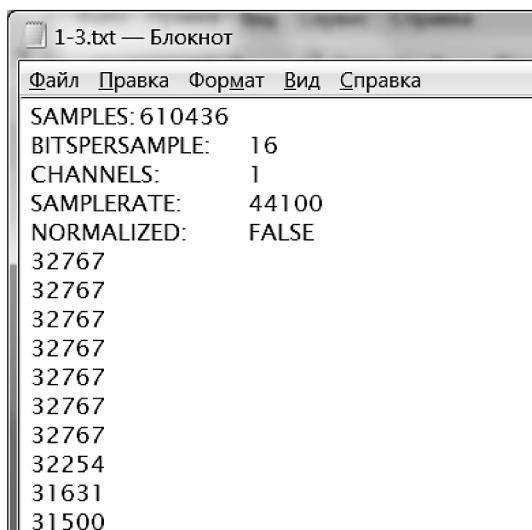 1-3.txt — Блокнот
Файл Правка Формат Вид Справка
SAMPLES: 610436
BITSPERSAMPLE: 16
CHANNELS: 1
SAMPLERATE: 44100
NORMALIZED: FALSE
32767
32767
32767
32767
32767
32767
32767
32254
31631
31500